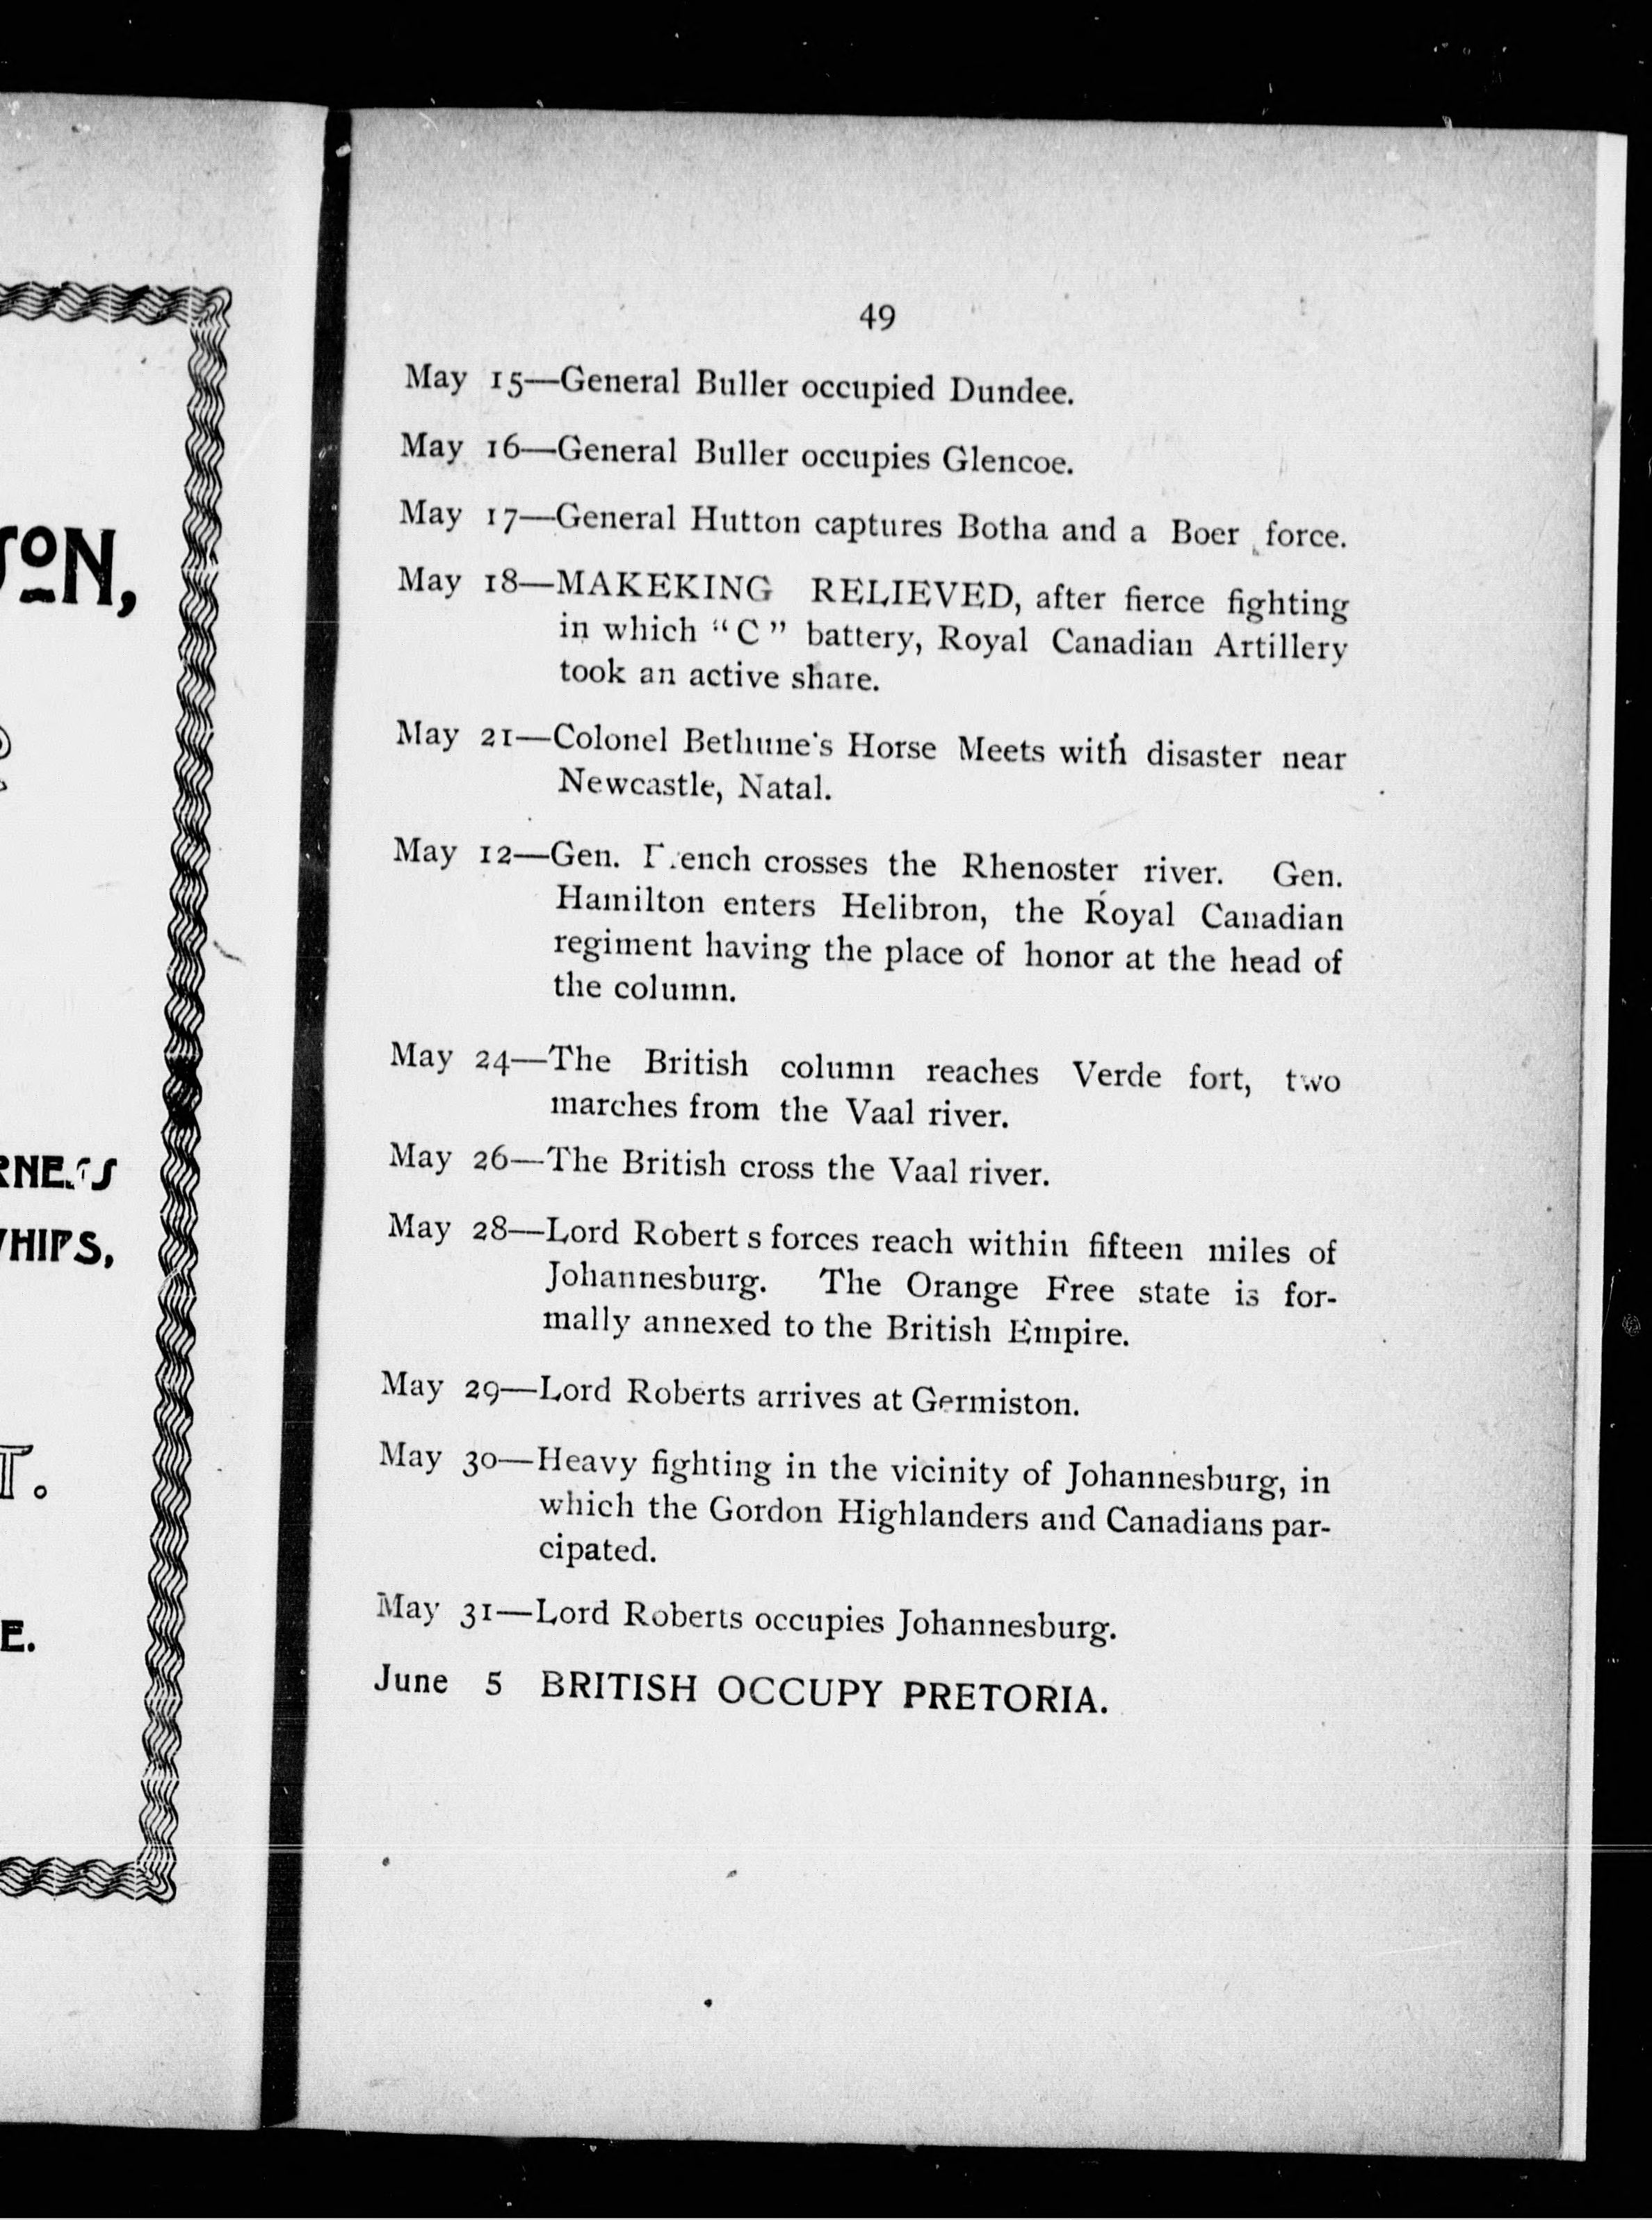 SON,
RNESS
WHIPS,
T.
E.
49
May 15—General Buller occupied Dundee.
May 16—General Buller occupies Glencoe.
May 17—General Hutton captures Botha and a Boer force.
May 18—MAKEKING RELIEVED, after fierce fighting
in which "C" battery, Royal Canadian Artillery
took an active share.
May 21—Colonel Bethune's Horse Meets with disaster near
Newcastle, Natal.
May 12—Gen. French crosses the Rhenoster river. Gen.
Hamilton enters Helibron, the Royal Canadian
regiment having the place of honor at the head of
the column.
May 24—The British column reaches Verde fort, two
marches from the Vaal river.
May 26—The British cross the Vaal river.
May 28—Lord Robert s forces reach within fifteen miles of
Johannesburg. The Orange Free state is for-
mally annexed to the British Empire.
May 29—Lord Roberts arrives at Germiston.
May 30—Heavy fighting in the vicinity of Johannesburg, in
which the Gordon Highlanders and Canadians par-
cipated.
May 31—Lord Roberts occupies Johannesburg.
June 5 BRITISH OCCUPY PRETORIA.